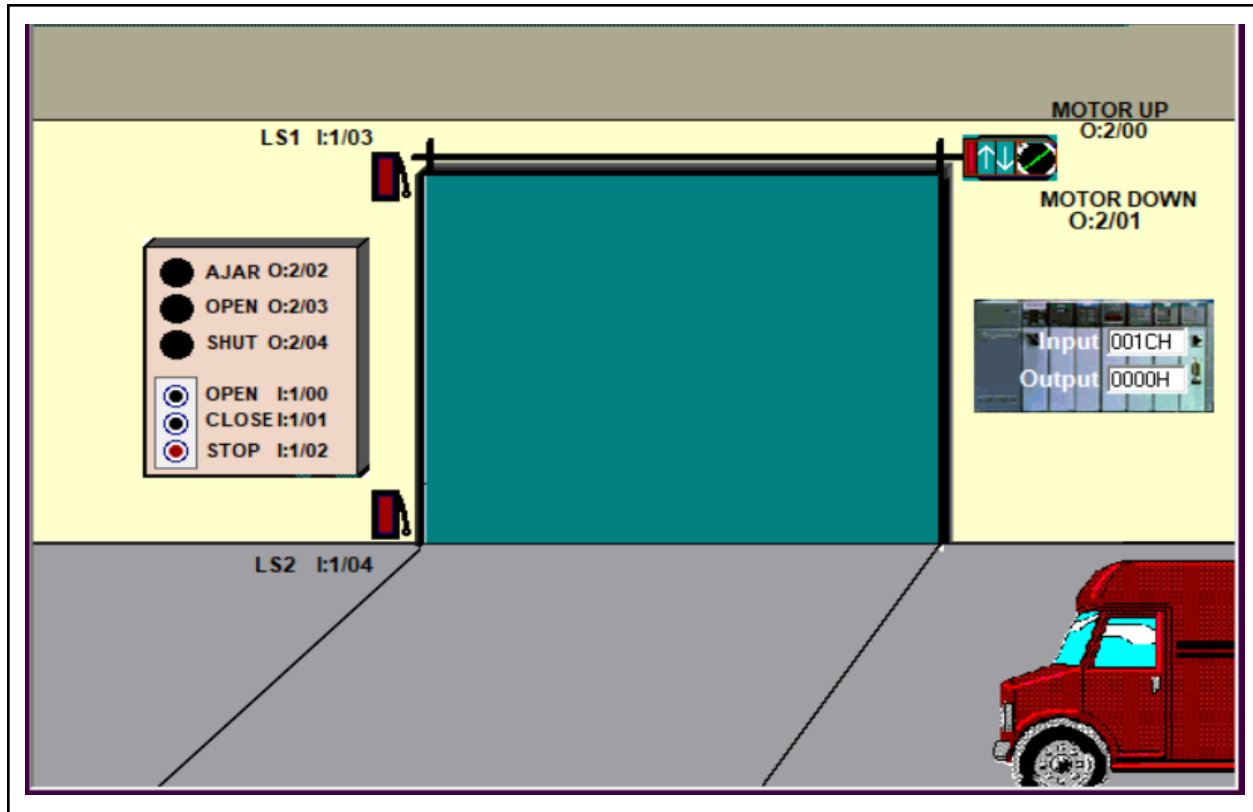 LS1 I:1/03
MOTOR UP
O:2/00
MOTOR DOWN
O:2/01
AJAR O:2/02
OPEN O:2/03
SHUT O:2/04
OPEN I:1/00
CLOSE I:1/01
STOP I:1/02
Input 001CH
Output 0000H
LS2 I:1/04